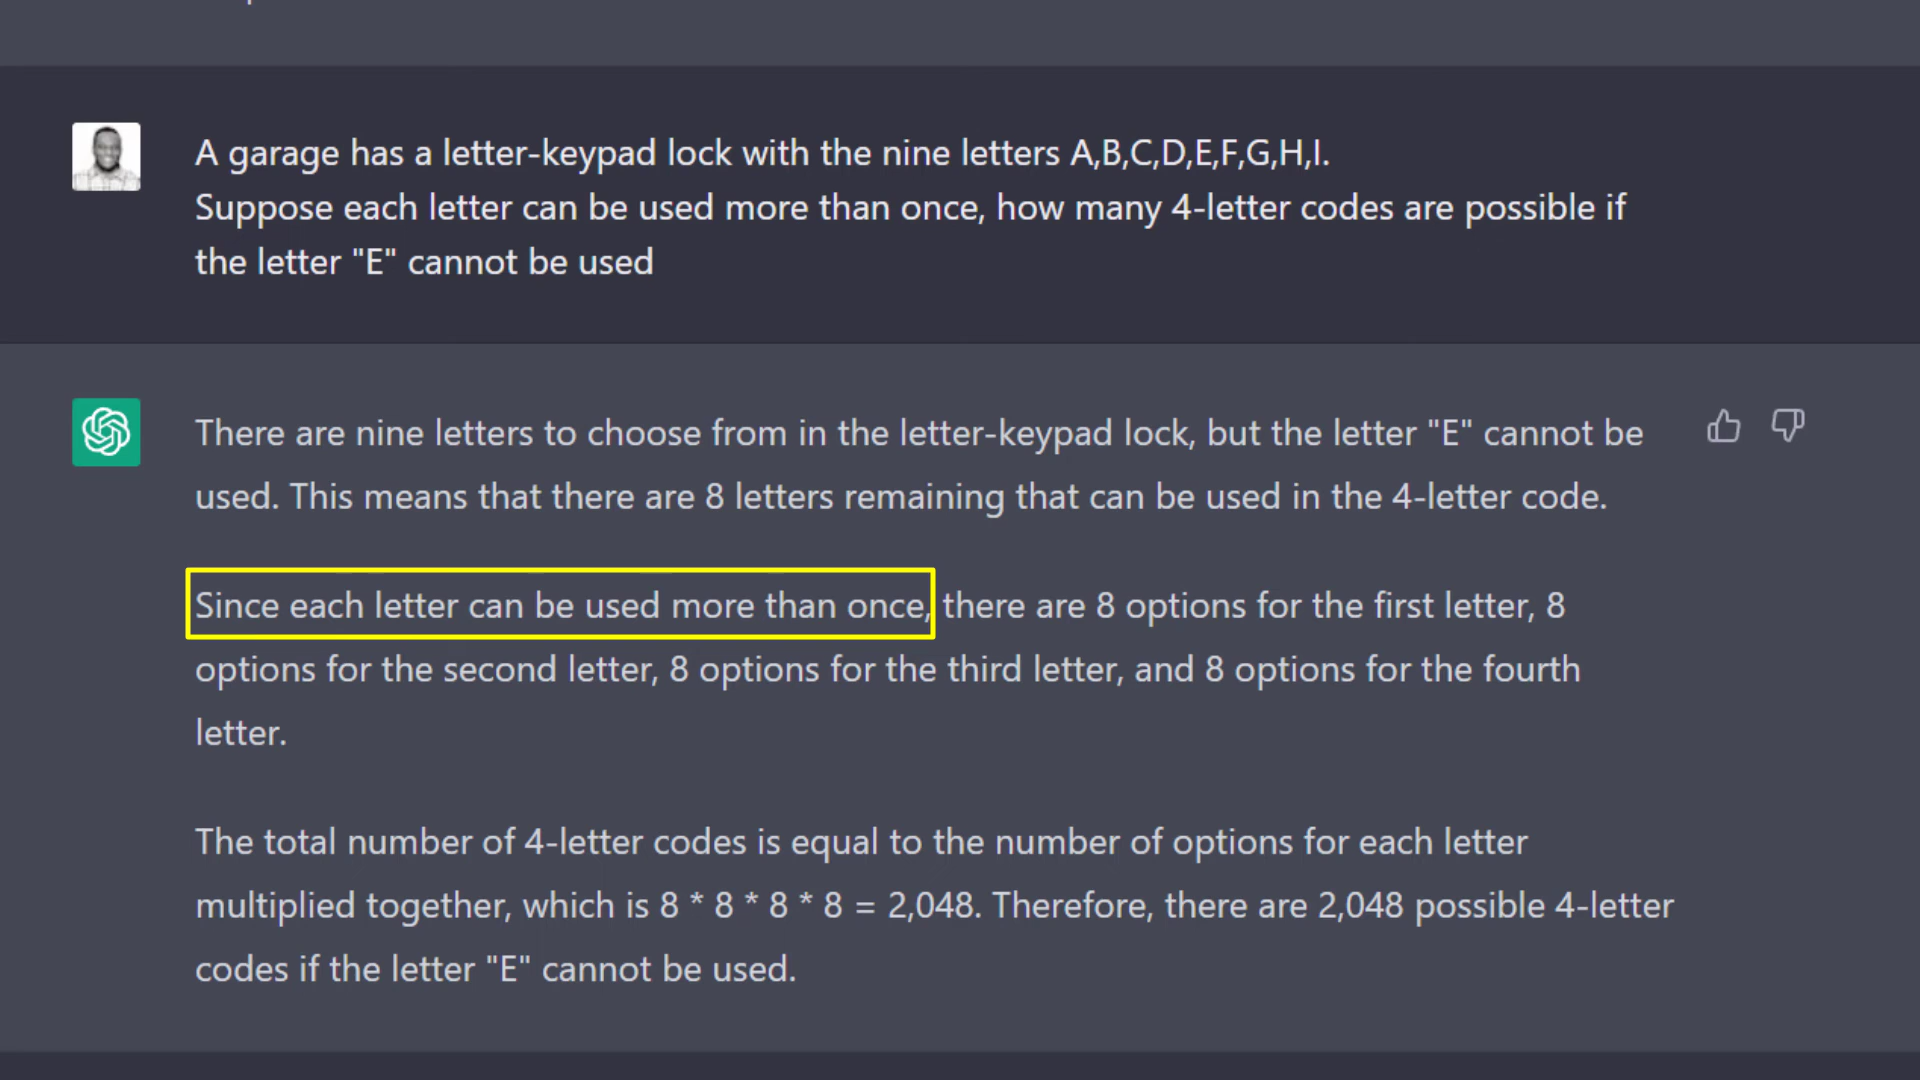 A garage has a letter-keypad lock with the nine letters A,B,C,D,E,F,G,H,I.
Suppose each letter can be used more than once, how many 4-letter codes are possible if
the letter "E" cannot be used
There are nine letters to choose from in the letter-keypad lock, but the letter "E" cannot be
used. This means that there are 8 letters remaining that can be used in the 4-letter code.
Since each letter can be used more than once, there are 8 options for the first letter, 8
options for the second letter, 8 options for the third letter, and 8 options for the fourth
letter.
The total number of 4-letter codes is equal to the number of options for each letter
multiplied together, which is 8 * 8 * 8 * 8 = 2,048. Therefore, there are 2,048 possible 4-letter
codes if the letter "E" cannot be used.